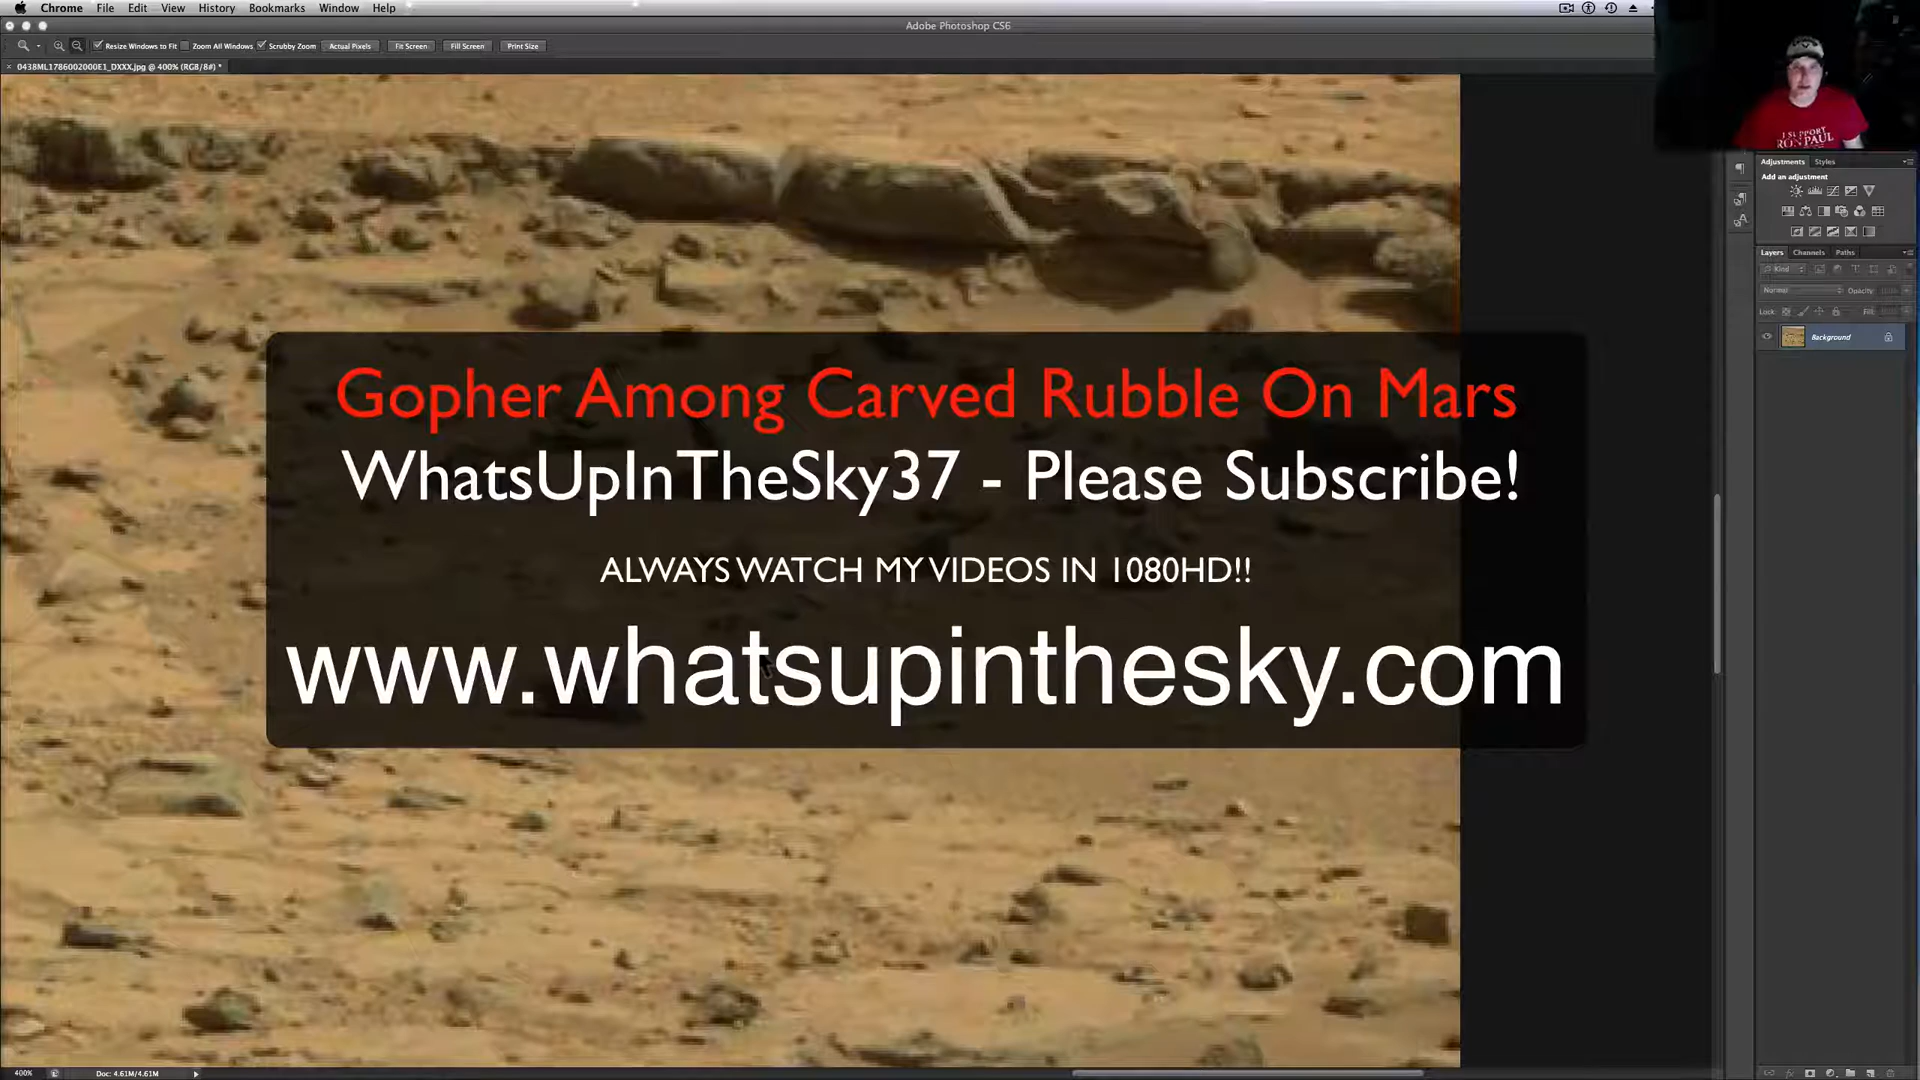 Chrome File Edit View History Bookmarks Window Help
Adobe Photoshop CS6
Resize Windows to Fit Zoom All Windows Scrubby Zoom Actual Pixels Fit Screen Fill Screen Print Size
0438ML1786002000E1_DXXX.jpg @ 400% (RGB/8#) *
I SUPPORT
RON PAUL
Adjustments Styles
Add an adjustment
Layers Channels Paths
Kind
Normal Opacity:
Lock: Fill:
Background
Gopher Among Carved Rubble On Mars
WhatsUpInTheSky37 - Please Subscribe!
ALWAYS WATCH MY VIDEOS IN 1080HD!!
www.whatsupinthesky.com
400% Doc: 4.61M/4.61M